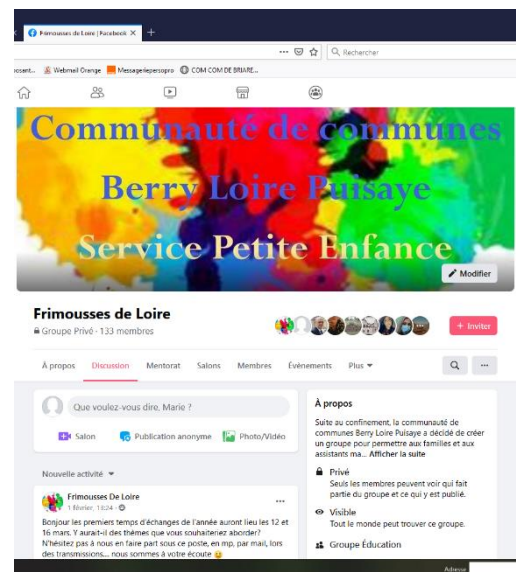 Frimousses de Loire | Facebook
Rechercher
Webmail Orange Messageriepersopro COM COM DE BRIARE...
Communauté de communes
Berry Loire Puisaye
Service Petite Enfance
Modifier
Frimousses de Loire
Groupe Privé · 133 membres
+ Inviter
À propos Discussion Mentorat Salons Membres Évènements Plus
Que voulez-vous dire, Marie ?
Salon Publication anonyme Photo/Vidéo
Nouvelle activité
Frimousses De Loire
1 février, 18:24
Bonjour les premiers temps d'échanges de l'année auront lieu les 12 et
16 mars. Y aurait-il des thèmes que vous souhaiteriez aborder?
N'hésitez pas à nous en faire part sous ce poste, en mp, par mail, lors
des transmissions... nous sommes à votre écoute
À propos
Suite au confinement, la communauté de
communes Berry Loire Puisaye a décidé de créer
un groupe pour permettre aux familles et aux
assistants ma... Afficher la suite
Privé
Seuls les membres peuvent voir qui fait
partie du groupe et ce qui y est publié.
Visible
Tout le monde peut trouver ce groupe.
Groupe Éducation
Adresse